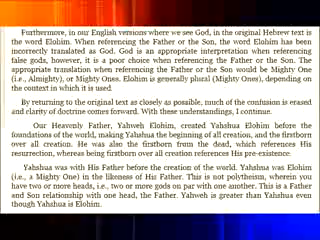 Furthermore, in our English versions where we see God, in the original Hebrew text is
the word Elohim. When referencing the Father or the Son, the word Elohim has been
incorrectly translated as God. God is an appropriate interpretation when referencing
false gods, however, it is a poor choice when referencing the Father or the Son. The
appropriate translation when referencing the Father or the Son would be Mighty One
(i.e., Almighty), or Mighty Ones. Elohim is generally plural (Mighty Ones), depending on
the context in which it is used.
By returning to the original text as closely as possible, much of the confusion is erased
and clarity of doctrine comes forward. With these understandings, I continue.
Our Heavenly Father, Yahweh Elohim, created Yahshua Elohim before the
foundations of the world, making Yahshua the beginning of all creation, and the firstborn
over all creation. He was also the firstborn from the dead, which references His
resurrection, whereas being firstborn over all creation references His pre-existence.
Yahshua was with His Father before the creation of the world. Yahshua was Elohim
(i.e., a Mighty One) in the likeness of His Father. This is not polytheism, wherein you
have two or more heads, i.e., two or more gods on par with one another. This is a Father
and Son relationship with one head, the Father. Yahweh is greater than Yahshua even
though Yahshua is Elohim.